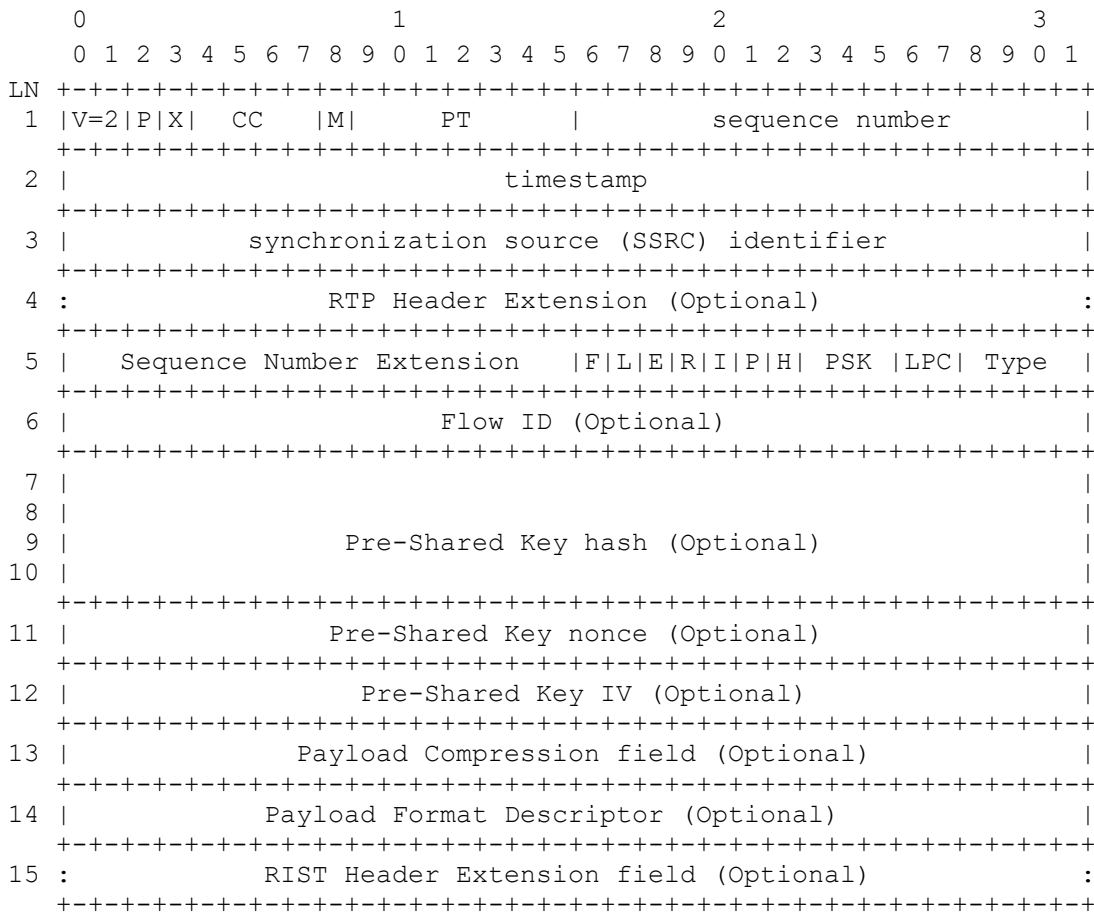 0                   1                   2                   3
    0 1 2 3 4 5 6 7 8 9 0 1 2 3 4 5 6 7 8 9 0 1 2 3 4 5 6 7 8 9 0 1
LN +-+-+-+-+-+-+-+-+-+-+-+-+-+-+-+-+-+-+-+-+-+-+-+-+-+-+-+-+-+-+-+-+
 1 |V=2|P|X|  CC   |M|     PT      |        sequence number        |
   +-+-+-+-+-+-+-+-+-+-+-+-+-+-+-+-+-+-+-+-+-+-+-+-+-+-+-+-+-+-+-+-+
 2 |                           timestamp                           |
   +-+-+-+-+-+-+-+-+-+-+-+-+-+-+-+-+-+-+-+-+-+-+-+-+-+-+-+-+-+-+-+-+
 3 |           synchronization source (SSRC) identifier            |
   +-+-+-+-+-+-+-+-+-+-+-+-+-+-+-+-+-+-+-+-+-+-+-+-+-+-+-+-+-+-+-+-+
 4 :                RTP Header Extension (Optional)                :
   +-+-+-+-+-+-+-+-+-+-+-+-+-+-+-+-+-+-+-+-+-+-+-+-+-+-+-+-+-+-+-+-+
 5 |   Sequence Number Extension   |F|L|E|R|I|P|H| PSK |LPC| Type  |
   +-+-+-+-+-+-+-+-+-+-+-+-+-+-+-+-+-+-+-+-+-+-+-+-+-+-+-+-+-+-+-+-+
 6 |                       Flow ID (Optional)                      |
   +-+-+-+-+-+-+-+-+-+-+-+-+-+-+-+-+-+-+-+-+-+-+-+-+-+-+-+-+-+-+-+-+
 7 |                                                               |
 8 |                                                               |
 9 |                 Pre-Shared Key hash (Optional)                |
10 |                                                               |
   +-+-+-+-+-+-+-+-+-+-+-+-+-+-+-+-+-+-+-+-+-+-+-+-+-+-+-+-+-+-+-+-+
11 |                Pre-Shared Key nonce (Optional)                |
   +-+-+-+-+-+-+-+-+-+-+-+-+-+-+-+-+-+-+-+-+-+-+-+-+-+-+-+-+-+-+-+-+
12 |                  Pre-Shared Key IV (Optional)                 |
   +-+-+-+-+-+-+-+-+-+-+-+-+-+-+-+-+-+-+-+-+-+-+-+-+-+-+-+-+-+-+-+-+
13 |              Payload Compression field (Optional)             |
   +-+-+-+-+-+-+-+-+-+-+-+-+-+-+-+-+-+-+-+-+-+-+-+-+-+-+-+-+-+-+-+-+
14 |            Payload Format Descriptor (Optional)               |
   +-+-+-+-+-+-+-+-+-+-+-+-+-+-+-+-+-+-+-+-+-+-+-+-+-+-+-+-+-+-+-+-+
15 :            RIST Header Extension field (Optional)             :
   +-+-+-+-+-+-+-+-+-+-+-+-+-+-+-+-+-+-+-+-+-+-+-+-+-+-+-+-+-+-+-+-+